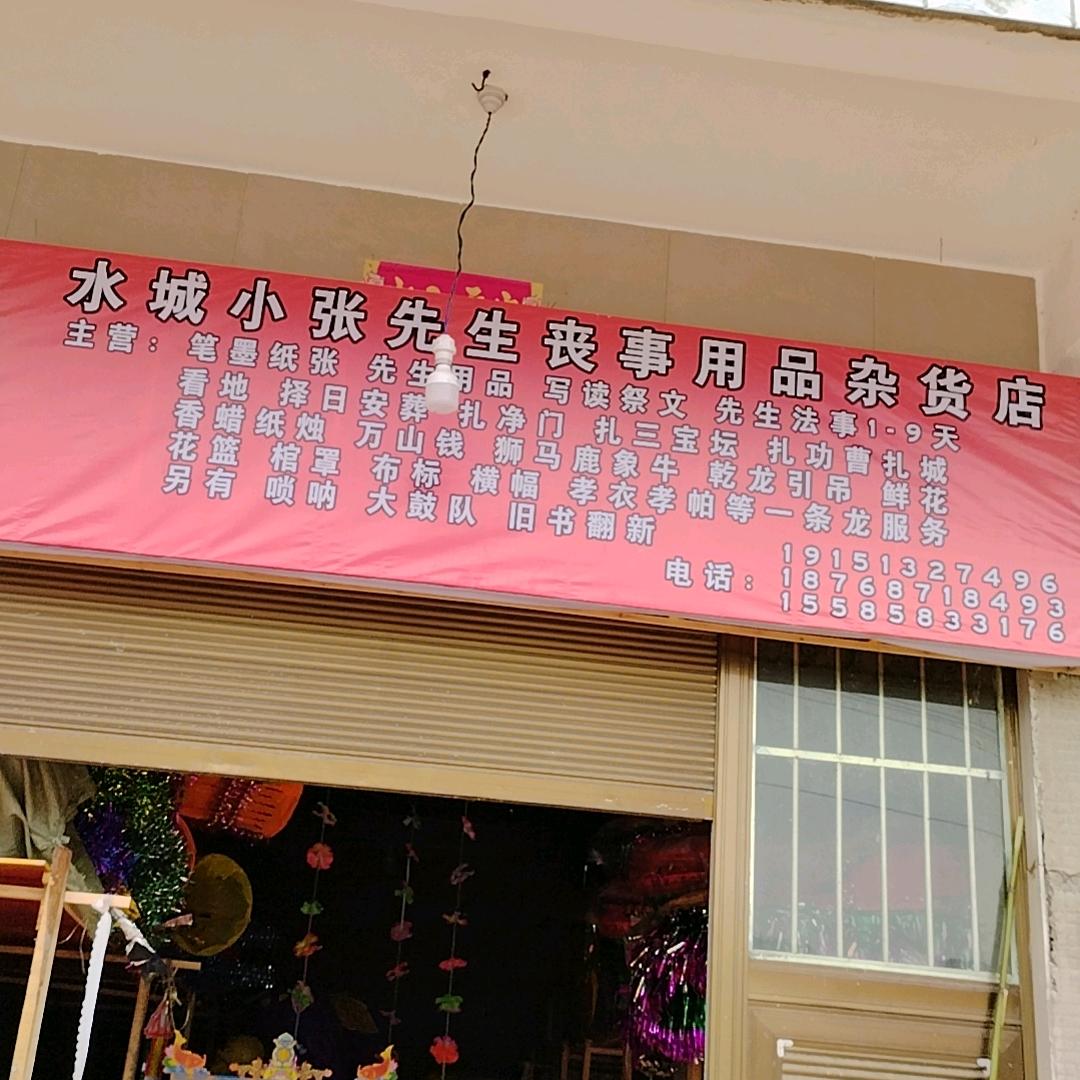 水城小张先生丧事用品杂货店
主营：笔墨纸张 先生用品 写读祭文 先生法事1-9天
看地 择日安葬 扎净门 扎三宝坛 扎功曹扎城
香蜡纸烛 万山钱 狮马鹿象牛 乾龙引吊 鲜花
花篮 棺罩 布标 横幅 孝衣孝帕等一条龙服务
另有 唢呐 大鼓队 旧书翻新
19151327496
电话：18768718493
15585833176